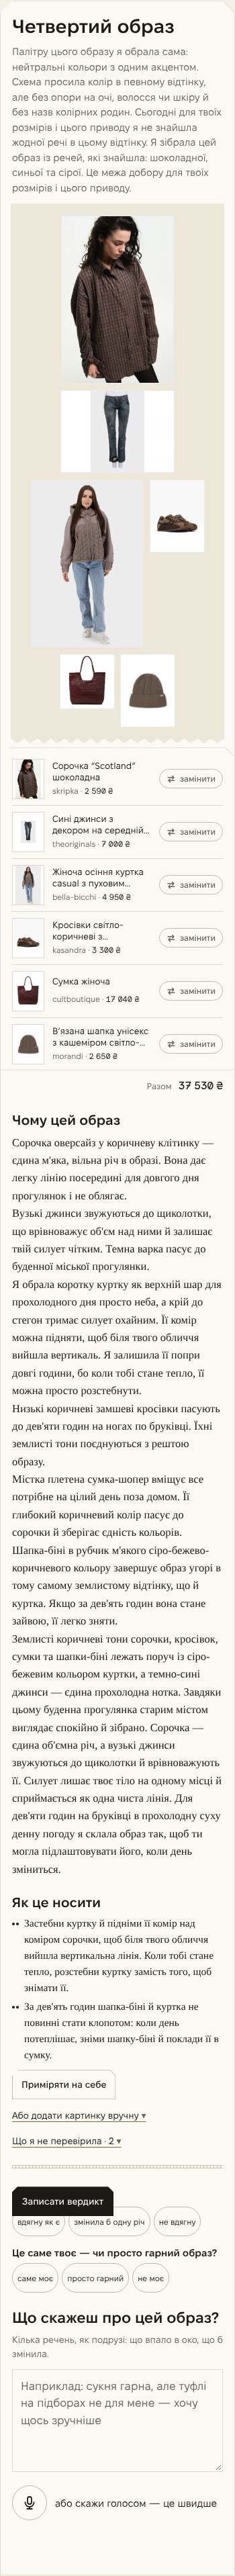 Четвертий образ
Палітру цього образу я обрала сама:
нейтральні кольори з одним акцентом.
Схема просила колір в певному відтінку,
але без опори на очі, волосся чи шкіру й
без назв колірних родин. Сьогодні для твоїх
розмірів і цього приводу я не знайшла
жодної речі в цьому відтінку. Я зібрала цей
образ із речей, які знайшла: шоколадної,
синьої та сірої. Це межа добору для твоїх
розмірів і цього приводу.
Сорочка “Scotland”
шоколадна
skripka · 2 590 ₴
⇄ замінити
Сині джинси з
декором на середній…
theoriginals · 7 000 ₴
⇄ замінити
Жіноча осіння куртка
casual з пуховим…
bella-bicchi · 4 950 ₴
⇄ замінити
Кросівки світло-
коричневі з…
kasandra · 3 300 ₴
⇄ замінити
Сумка жіноча
cultboutique · 17 040 ₴
⇄ замінити
В’язана шапка унісекс
з кашеміром світло-…
morandi · 2 650 ₴
⇄ замінити
Разом 37 530 ₴
Чому цей образ
Сорочка оверсайз у коричневу клітинку —
єдина м'яка, вільна річ в образі. Вона дає
легку лінію посередині для довгого дня
прогулянок і не облягає.
Вузькі джинси звужуються до щиколотки,
що врівноважує об'єм над ними й залишає
твій силует чітким. Темна варка пасує до
буденної міської прогулянки.
Я обрала коротку куртку як верхній шар для
прохолодного дня просто неба, а крій до
стегон тримає силует охайним. Її комір
можна підняти, щоб біля твого обличчя
вийшла вертикаль. Я залишила її попри
довгі години, бо коли тобі стане тепло, її
можна просто розстебнути.
Низькі коричневі замшеві кросівки пасують
до дев'яти годин на ногах по бруківці. Їхні
землисті тони поєднуються з рештою
образу.
Містка плетена сумка-шопер вміщує все
потрібне на цілий день поза домом. Її
глибокий коричневий колір пасує до
сорочки й зберігає єдність кольорів.
Шапка-біні в рубчик м'якого сіро-бежево-
коричневого кольору завершує образ угорі в
тому самому землистому відтінку, що й
куртка. Якщо за дев'ять годин вона стане
зайвою, її легко зняти.
Землисті коричневі тони сорочки, кросівок,
сумки та шапки-біні лежать поруч із сіро-
бежевим кольором куртки, а темно-сині
джинси — єдина прохолодна нотка. Завдяки
цьому буденна прогулянка старим містом
виглядає спокійно й зібрано. Сорочка —
єдина об'ємна річ, а вузькі джинси
звужуються до щиколотки й врівноважують
її. Силует лишає твоє тіло на одному місці й
сприймається як одна чиста лінія. Для
дев'яти годин на бруківці в прохолодну суху
денну погоду я склала образ так, щоб ти
могла підлаштовувати його, коли день
зміниться.
Як це носити
•• Застебни куртку й підніми її комір над
коміром сорочки, щоб біля твого обличчя
вийшла вертикальна лінія. Коли тобі стане
тепло, розстебни куртку замість того, щоб
знімати її.
•• За дев'ять годин шапка-біні й куртка не
повинні стати клопотом: коли день
потеплішає, зніми шапку-біні й поклади її в
сумку.
Приміряти на себе
Або додати картинку вручну ▾
Що я не перевірила · 2 ▾
Записати вердикт
вдягну як є
змінила б одну річ
не вдягну
Це саме твоє — чи просто гарний образ?
саме моє
просто гарний
не моє
Що скажеш про цей образ?
Кілька речень, як подрузі: що впало в око, що б
змінила.
Наприклад: сукня гарна, але туфлі
на підборах не для мене — хочу
щось зручніше
або скажи голосом — це швидше